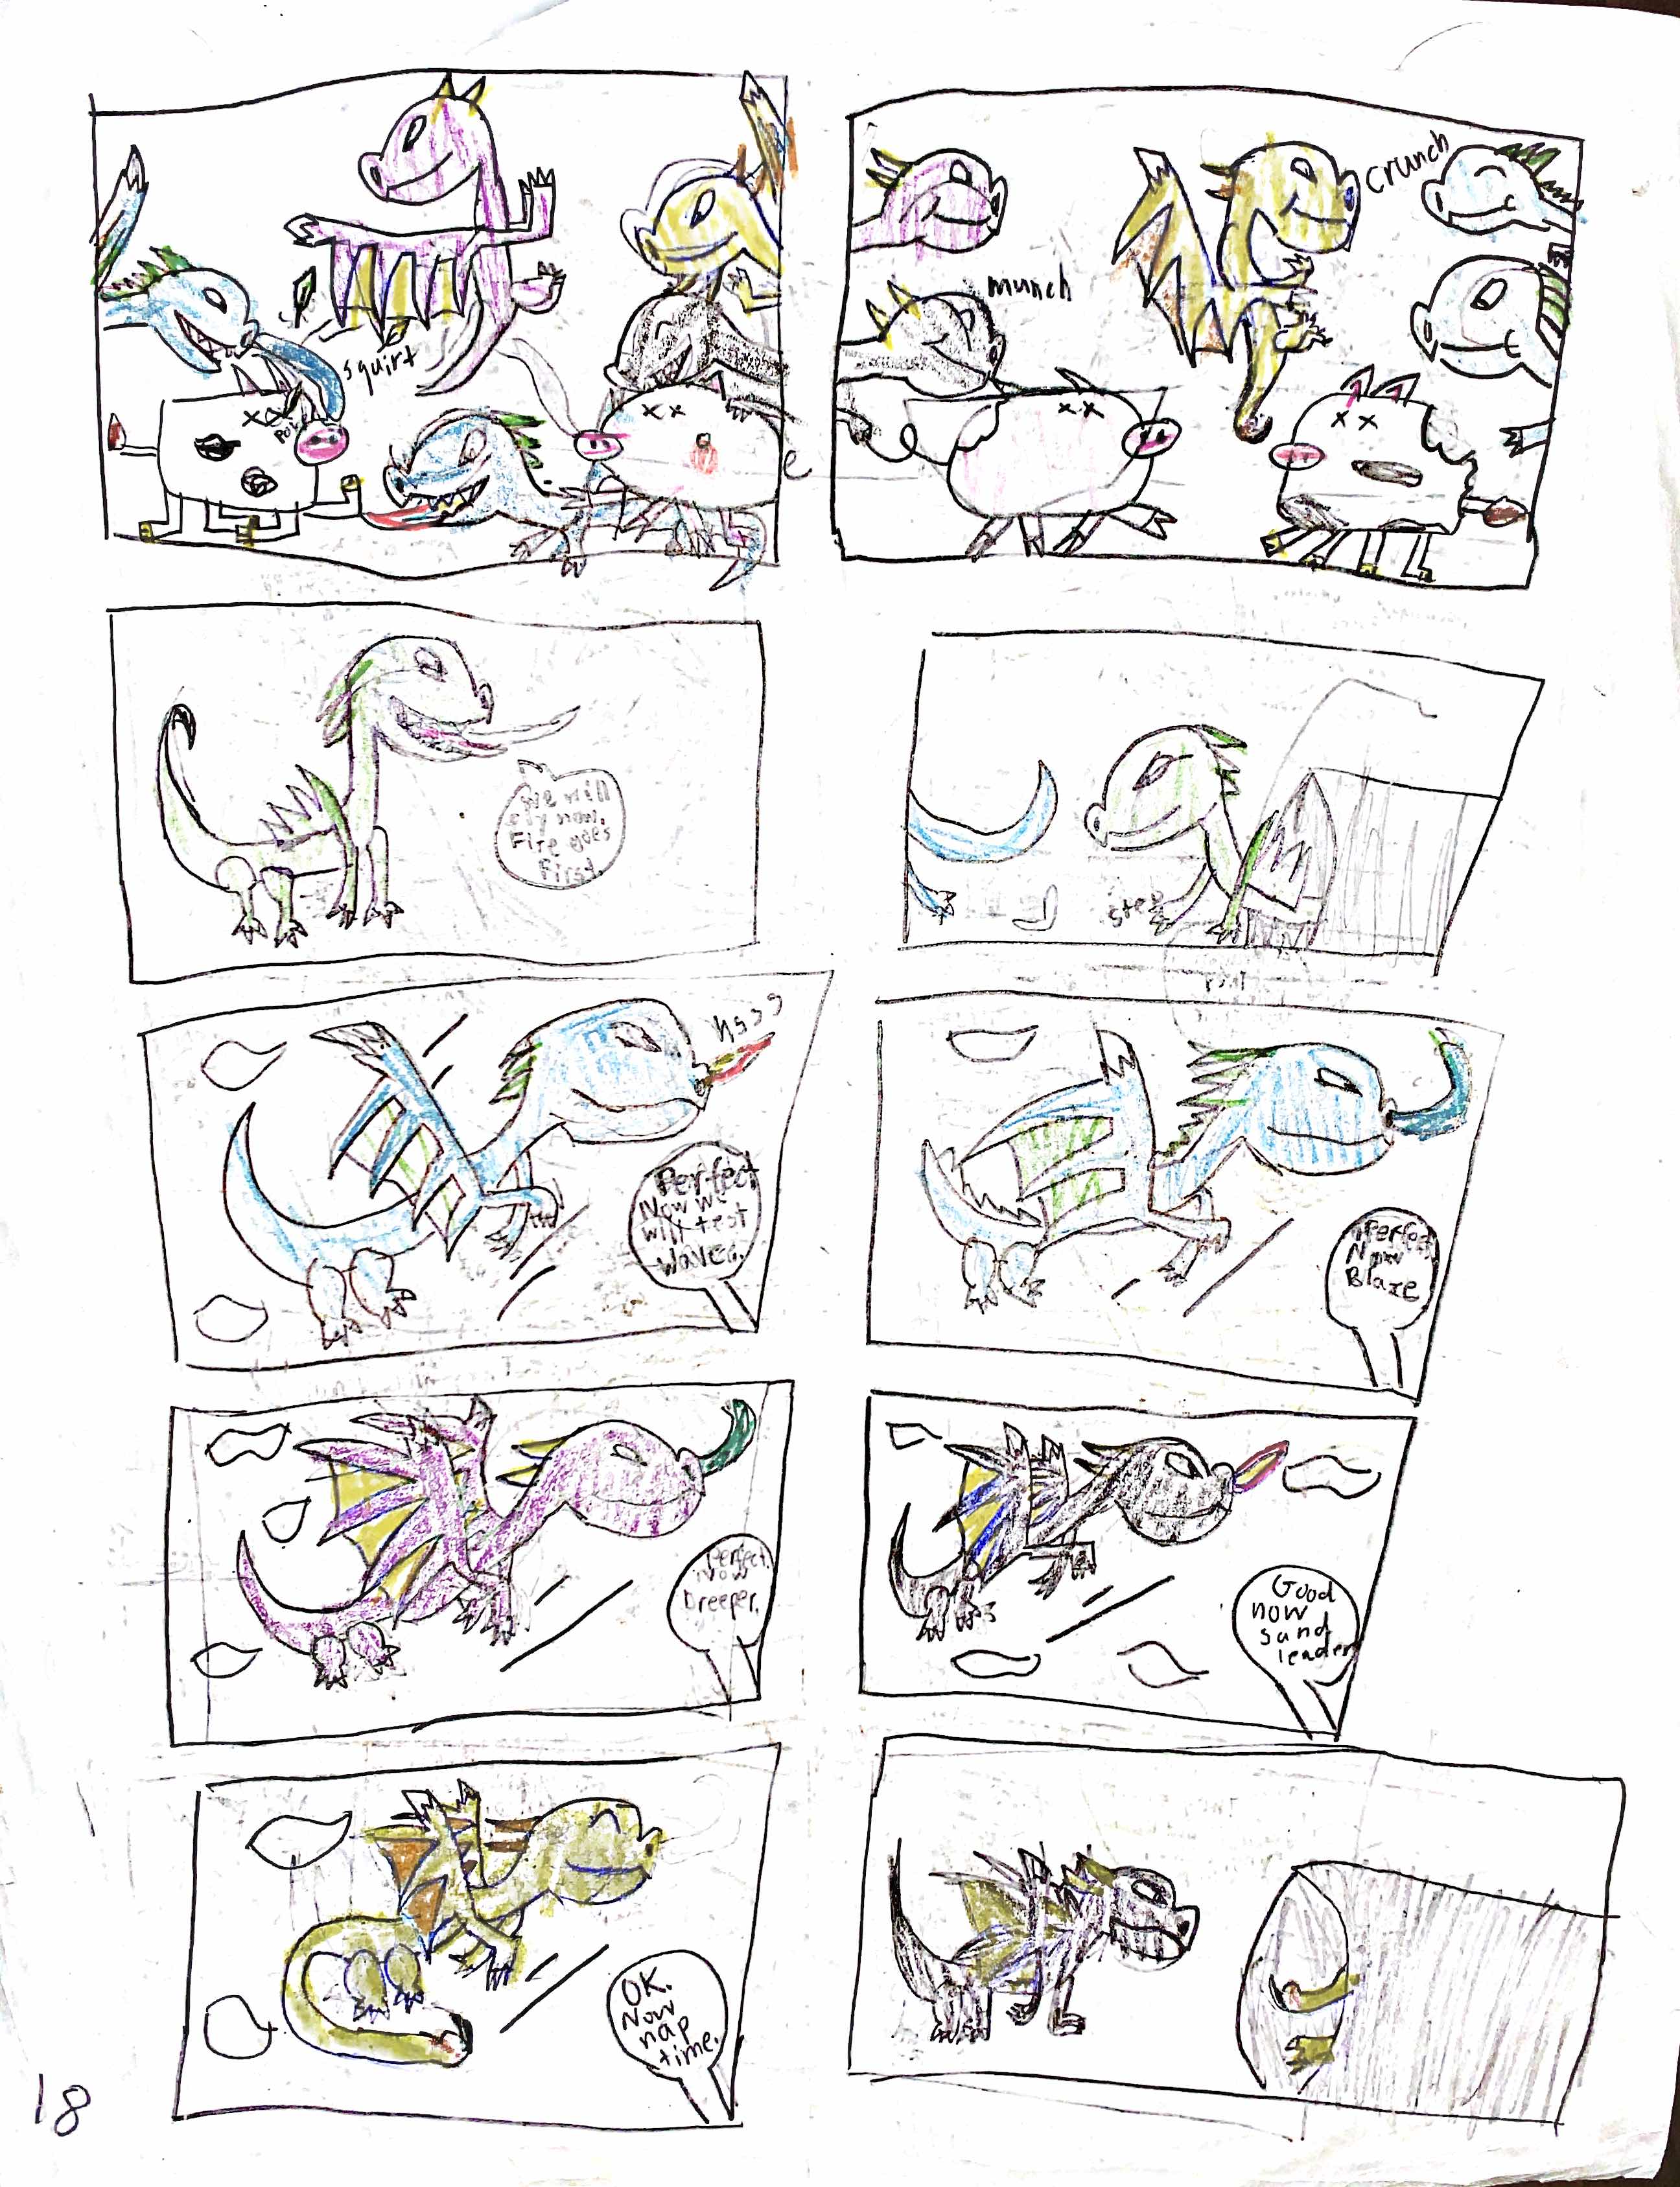 squirt
crunch
munch
We will
fly now.
Fire goes
First
step
hsss
Perfect
Now we
will test
waver.
Perfect
Now
Blaze
Perfect.
Now
Dreeper.
Good
now
sand
leader
OK.
Now
nap
time.
18